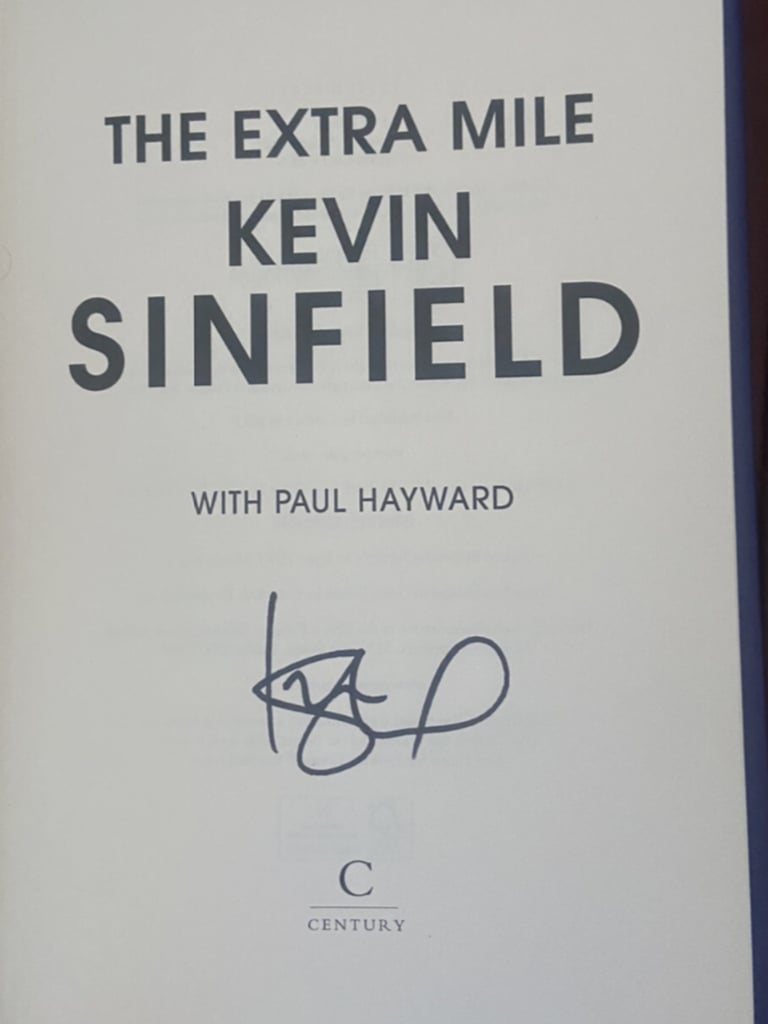 THE EXTRA MILE
KEVIN
SINFIELD
WITH PAUL HAYWARD
C
CENTURY